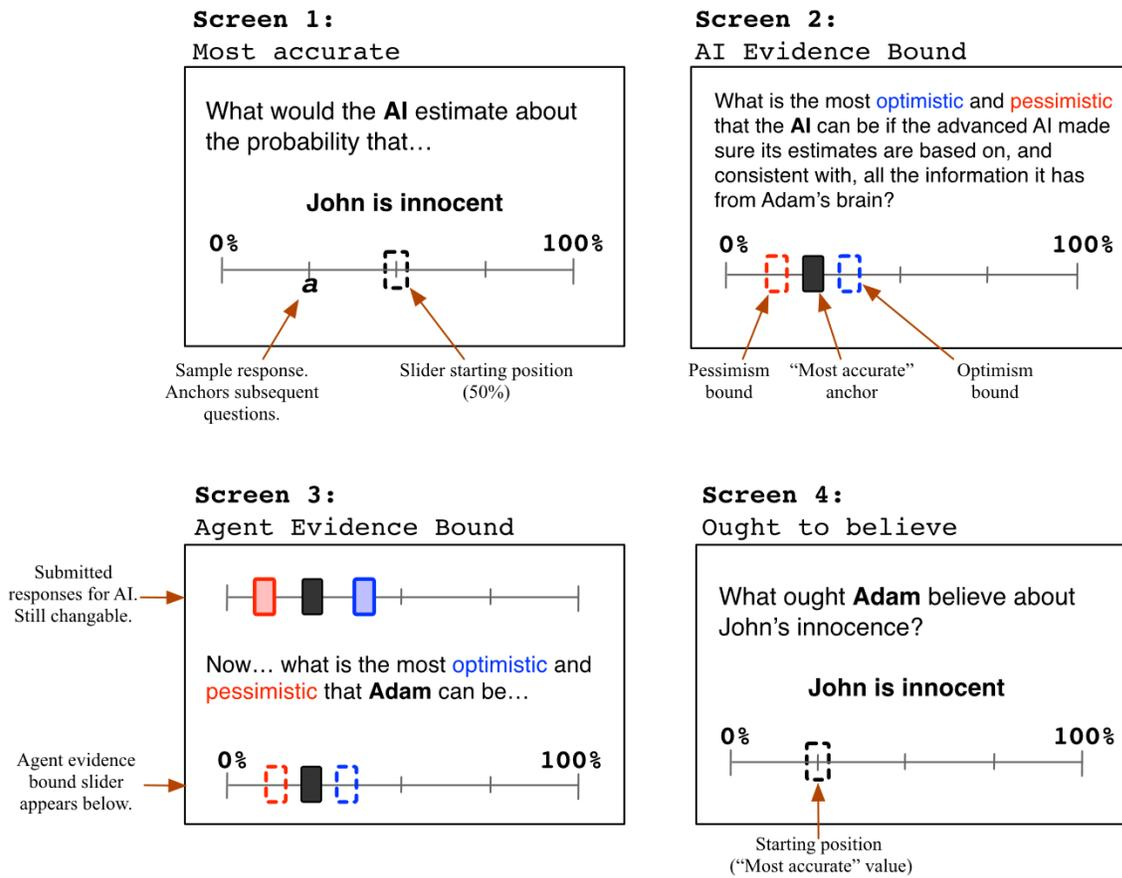 Screen 1:
Most accurate
What would the AI estimate about
the probability that…
John is innocent
0%
100%
a
Sample response.
Anchors subsequent
questions.
Slider starting position
(50%)
Screen 2:
AI Evidence Bound
What is the most optimistic and pessimistic
that the AI can be if the advanced AI made
sure its estimates are based on, and
consistent with, all the information it has
from Adam's brain?
0%
100%
Pessimism
bound
“Most accurate”
anchor
Optimism
bound
Screen 3:
Agent Evidence Bound
Submitted
responses for AI.
Still changable.
Now… what is the most optimistic and
pessimistic that Adam can be…
0%
100%
Agent evidence
bound slider
appears below.
Screen 4:
Ought to believe
What ought Adam believe about
John's innocence?
John is innocent
0%
100%
Starting position
(“Most accurate” value)